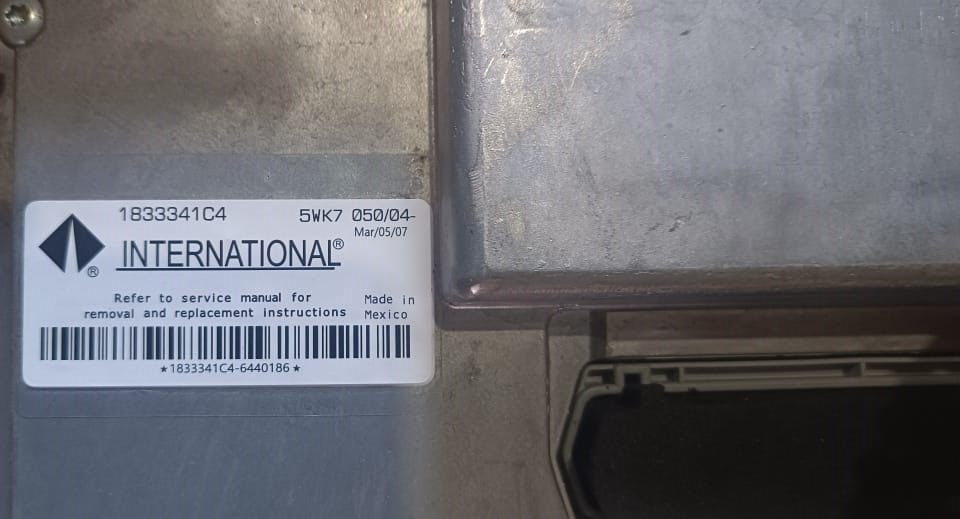 1833341C4 5WK7 050/04-
Mar/05/07
INTERNATIONAL®
®
Refer to service manual for
removal and replacement instructions
Made in
Mexico
★1833341C4-6440186★